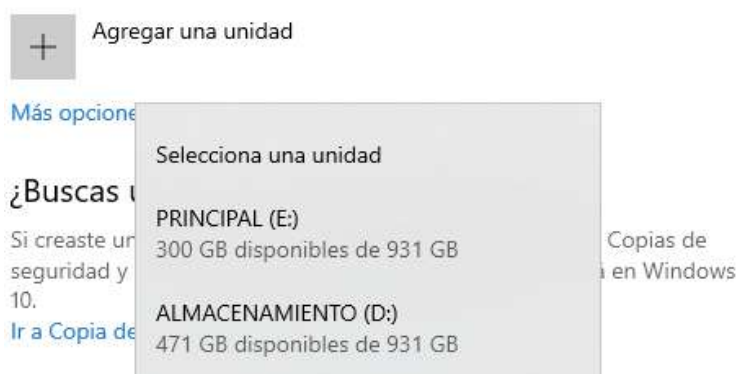 Agregar una unidad
Más opcione
Selecciona una unidad
¿Buscas
PRINCIPAL (E:)
300 GB disponibles de 931 GB
Si creaste un Copias de
seguridad y en Windows
10.
ALMACENAMIENTO (D:)
471 GB disponibles de 931 GB
Ir a Copia de